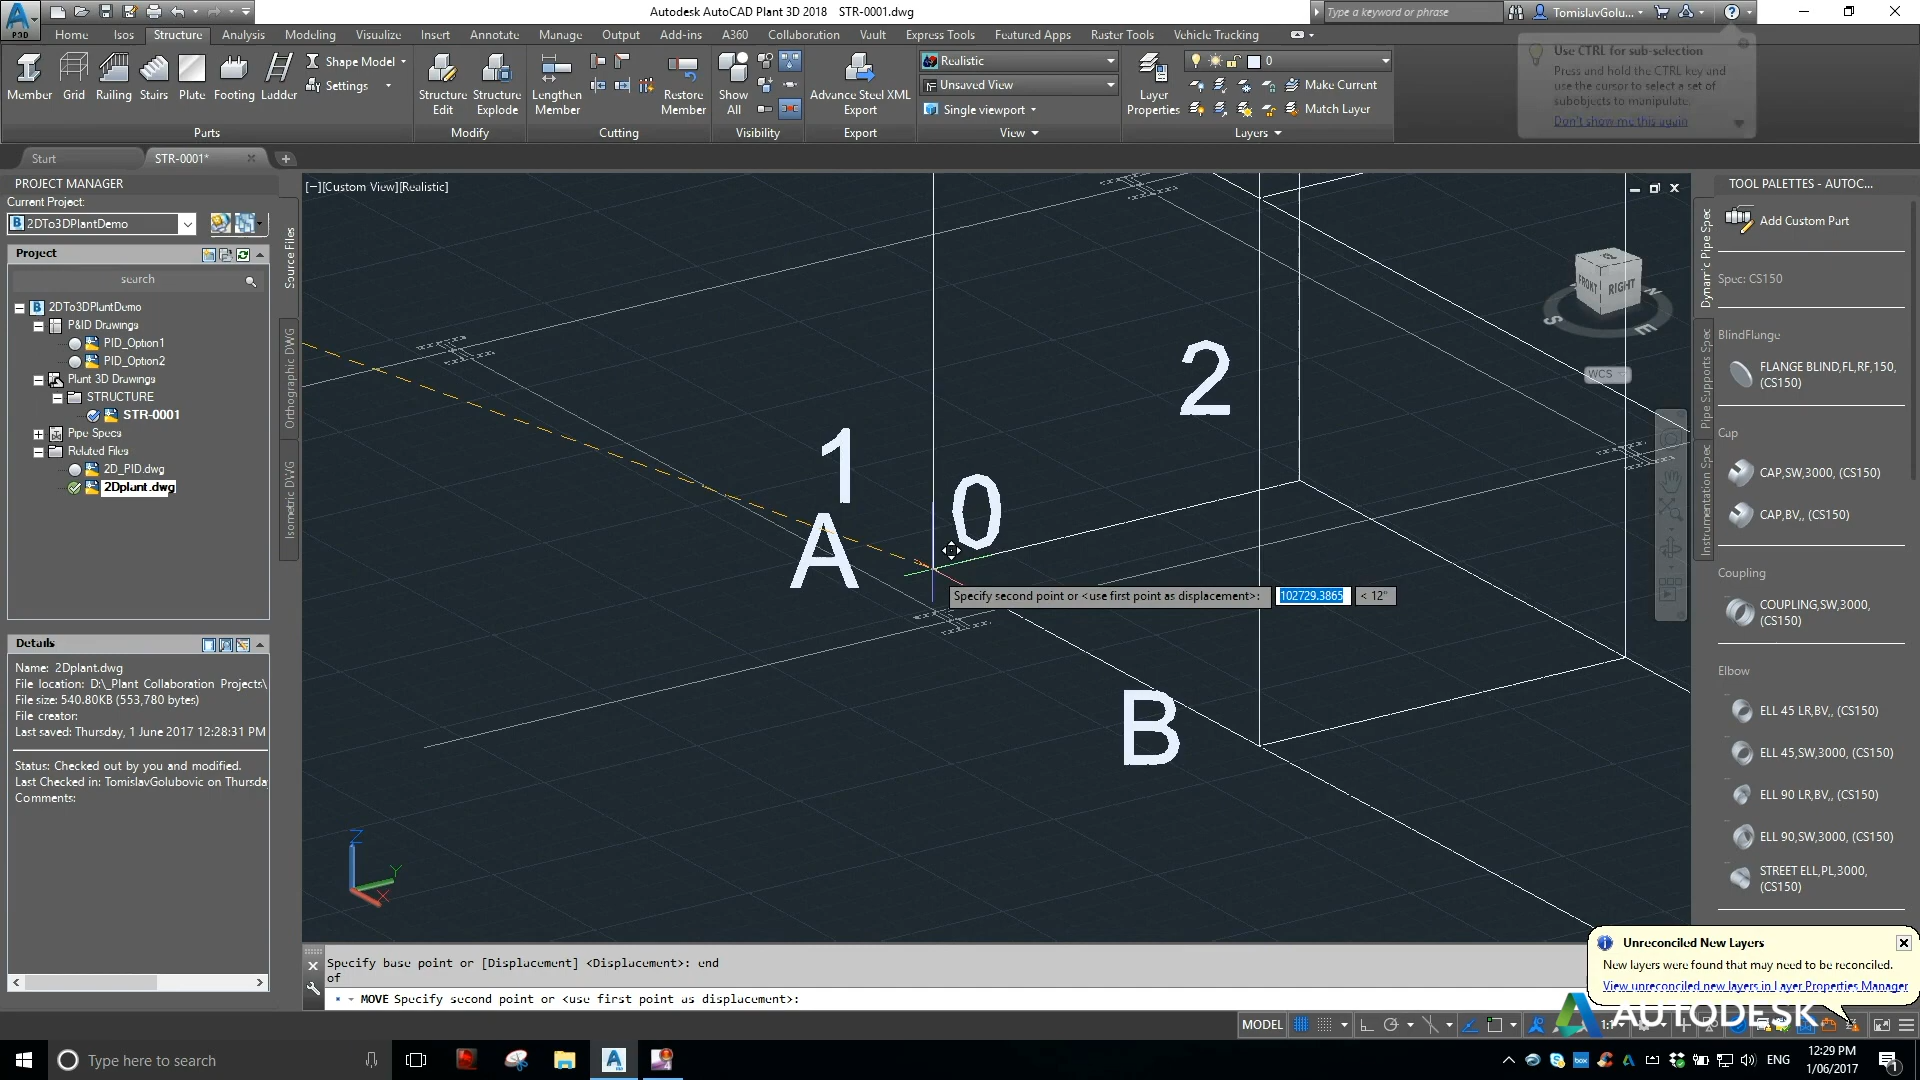 Autodesk AutoCAD Plant 3D 2018 STR-0001.dwg
Type a keyword or phrase
TomislavGolu...
P3D
Home Isos Structure Analysis Modeling Visualize Insert Annotate Manage Output Add-ins A360 Collaboration Vault Express Tools Featured Apps Raster Tools Vehicle Tracking
Member Grid Railing Stairs Plate Footing Ladder
Shape Model
Settings
Parts
Structure Edit
Structure Explode
Modify
Lengthen Member
Restore Member
Cutting
Show All
Visibility
Advance Steel XML Export
Export
Realistic
Unsaved View
Single viewport
View
Layer Properties
0
Make Current
Match Layer
Layers
Use CTRL for sub-selection
Press and hold the CTRL key and
use the cursor to select a set of
subobjects to manipulate.
Don't show me this again
Start
STR-0001*
PROJECT MANAGER
Current Project:
2DTo3DPlantDemo
Project
search
2DTo3DPlantDemo
P&ID Drawings
PID_Option1
PID_Option2
Plant 3D Drawings
STRUCTURE
STR-0001
Pipe Specs
Related Files
2D_PID.dwg
2Dplant.dwg
Source Files
Orthographic DWG
Isometric DWG
Details
Name: 2Dplant.dwg
File location: D:\_Plant Collaboration Projects\
File size: 540.80KB (553,780 bytes)
File creator:
Last saved: Thursday, 1 June 2017 12:28:31 PM
Status: Checked out by you and modified.
Last Checked in: TomislavGolubovic on Thursda
Comments:
[−][Custom View][Realistic]
2
1
0
A
B
Specify second point or <use first point as displacement>: 102729.3865 < 12°
FRONT
RIGHT
S
E
N
WCS
Z
Y
X
TOOL PALETTES - AUTOC...
Dynamic Pipe Spec
Pipe Supports Spec
Instrumentation Spec
Add Custom Part
Spec: CS150
BlindFlange
FLANGE BLIND,FL,RF,150,
(CS150)
Cap
CAP,SW,3000, (CS150)
CAP,BV,, (CS150)
Coupling
COUPLING,SW,3000,
(CS150)
Elbow
ELL 45 LR,BV,, (CS150)
ELL 45,SW,3000, (CS150)
ELL 90 LR,BV,, (CS150)
ELL 90,SW,3000, (CS150)
STREET ELL,PL,3000,
(CS150)
Specify base point or [Displacement] <Displacement>: end
of
MOVE Specify second point or <use first point as displacement>:
Unreconciled New Layers
New layers were found that may need to be reconciled.
View unreconciled new layers in Layer Properties Manager
AUTODESK
MODEL
Type here to search
ENG
12:29 PM
1/06/2017
1